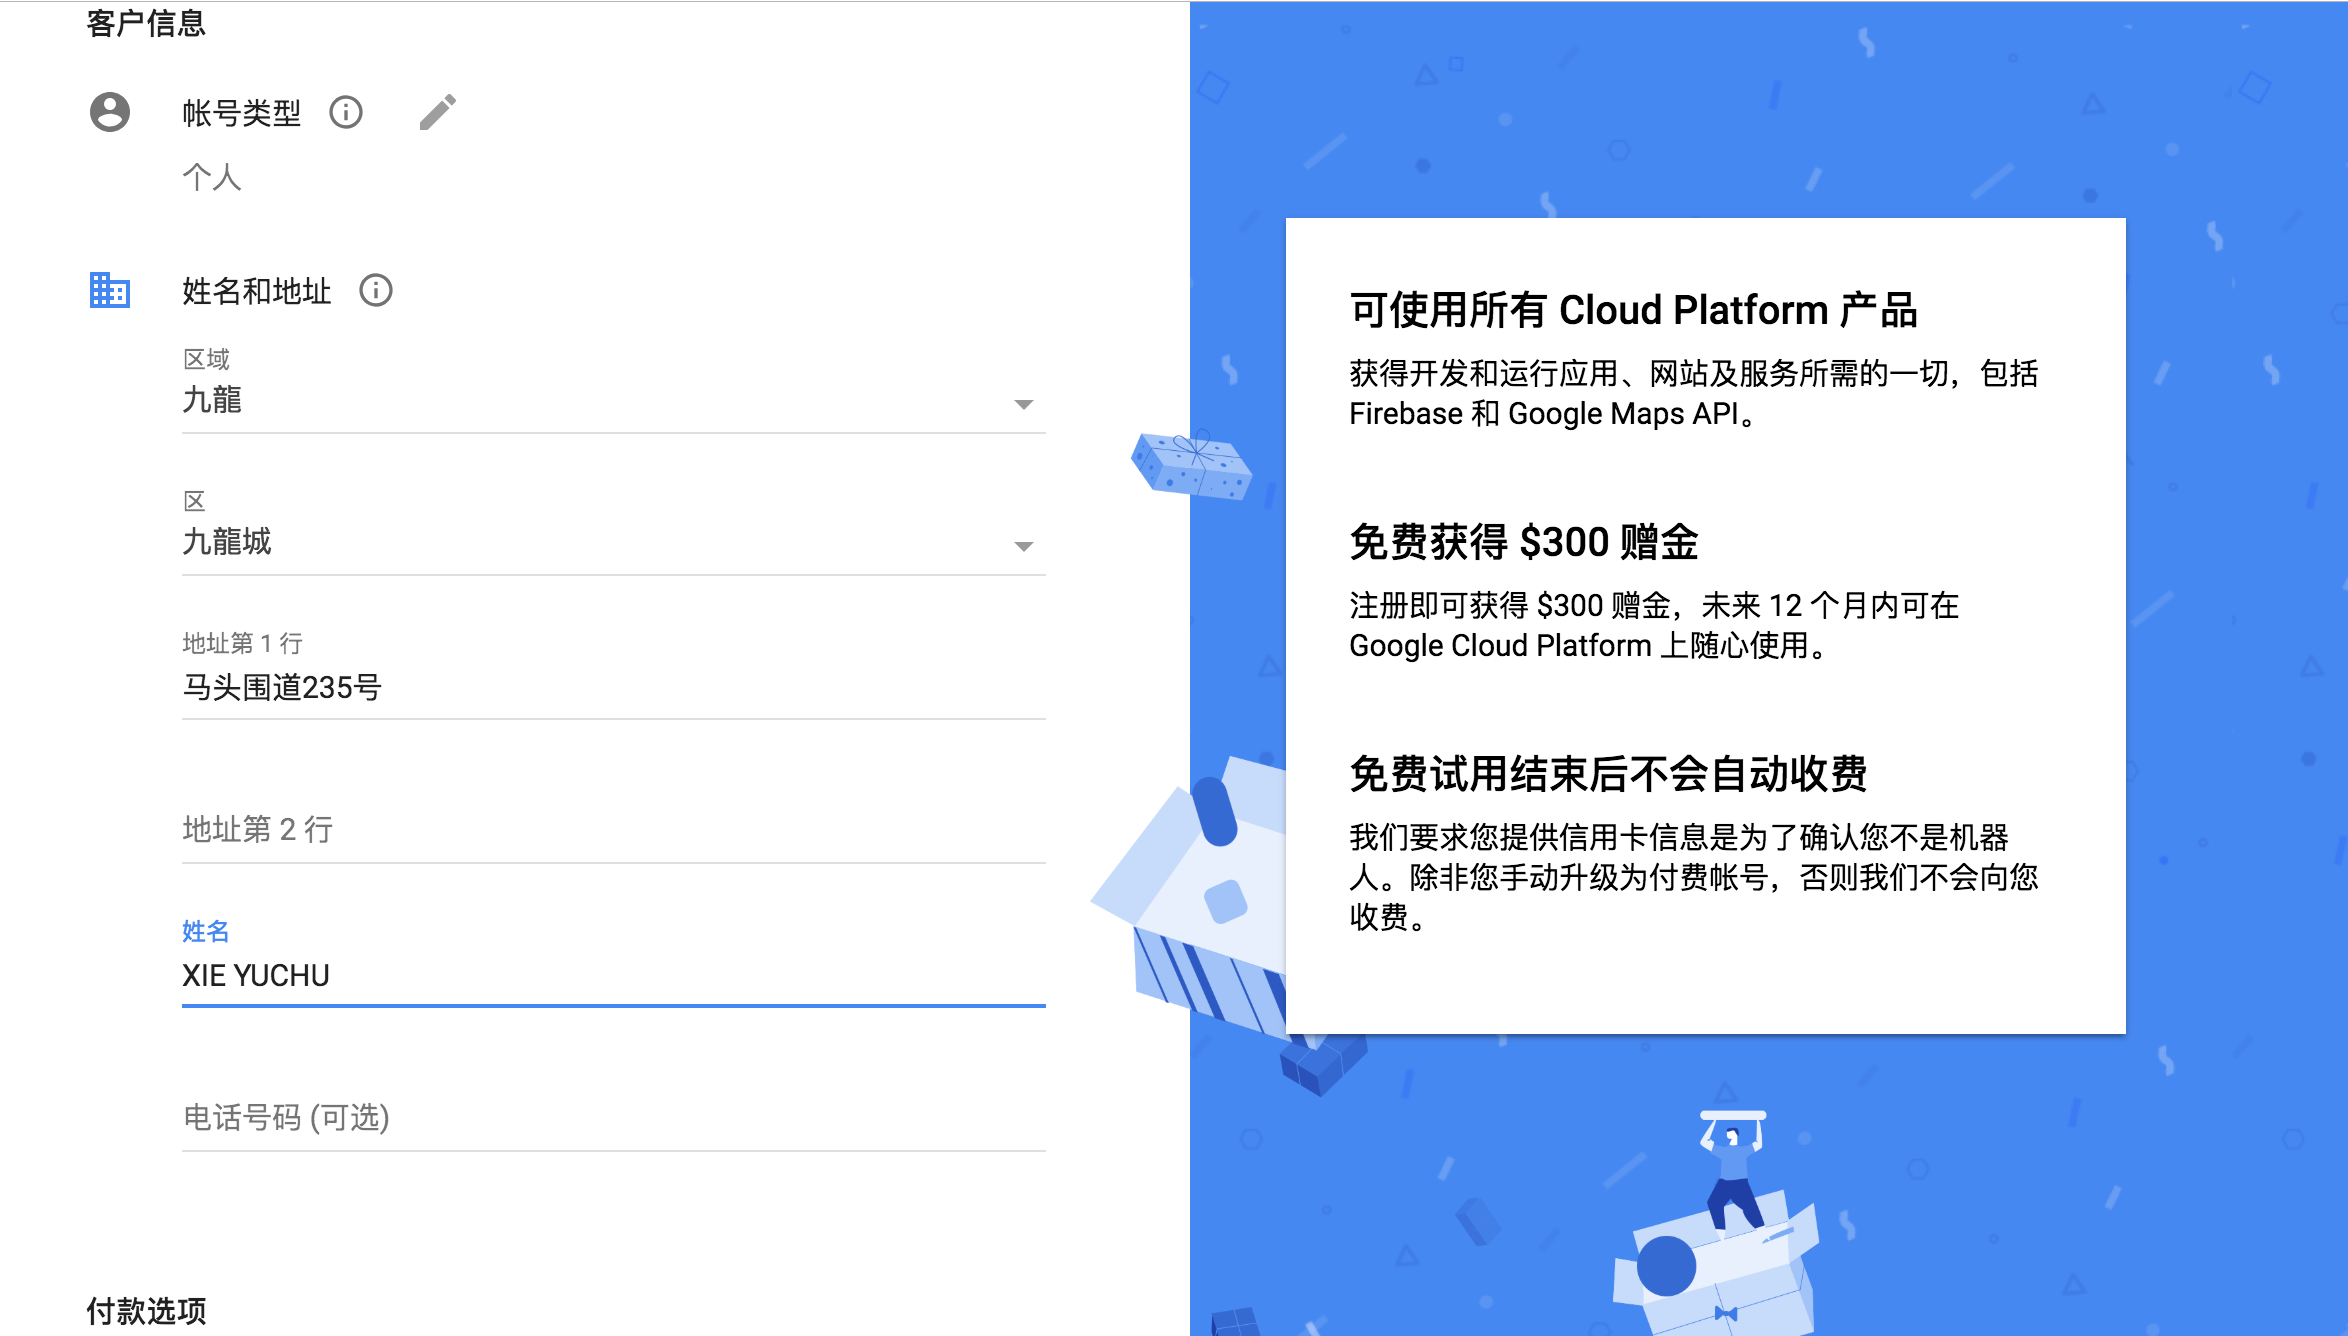 客户信息
帐号类型
个人
姓名和地址
区域
九龍
区
九龍城
地址第 1 行
马头围道235号
地址第 2 行
姓名
XIE YUCHU
电话号码 (可选)
付款选项
可使用所有 Cloud Platform 产品
获得开发和运行应用、网站及服务所需的一切，包括
Firebase 和 Google Maps API。
免费获得 $300 赠金
注册即可获得 $300 赠金，未来 12 个月内可在
Google Cloud Platform 上随心使用。
免费试用结束后不会自动收费
我们要求您提供信用卡信息是为了确认您不是机器
人。除非您手动升级为付费帐号，否则我们不会向您
收费。